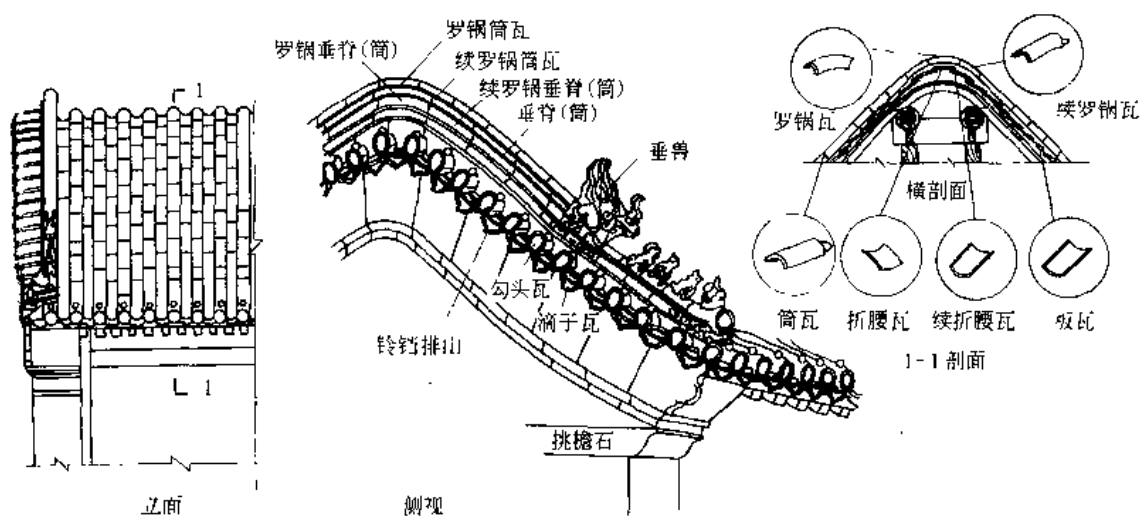 1
1
立面
罗锅筒瓦
罗锅垂脊(筒)
续罗锅筒瓦
续罗锅垂脊(筒)
垂脊(筒)
垂兽
勾头瓦
滴子瓦
铃铛排山
挑檐石
侧视
罗锅瓦
续罗锅瓦
横剖面
筒瓦
折腰瓦
续折腰瓦
板瓦
1-1剖面